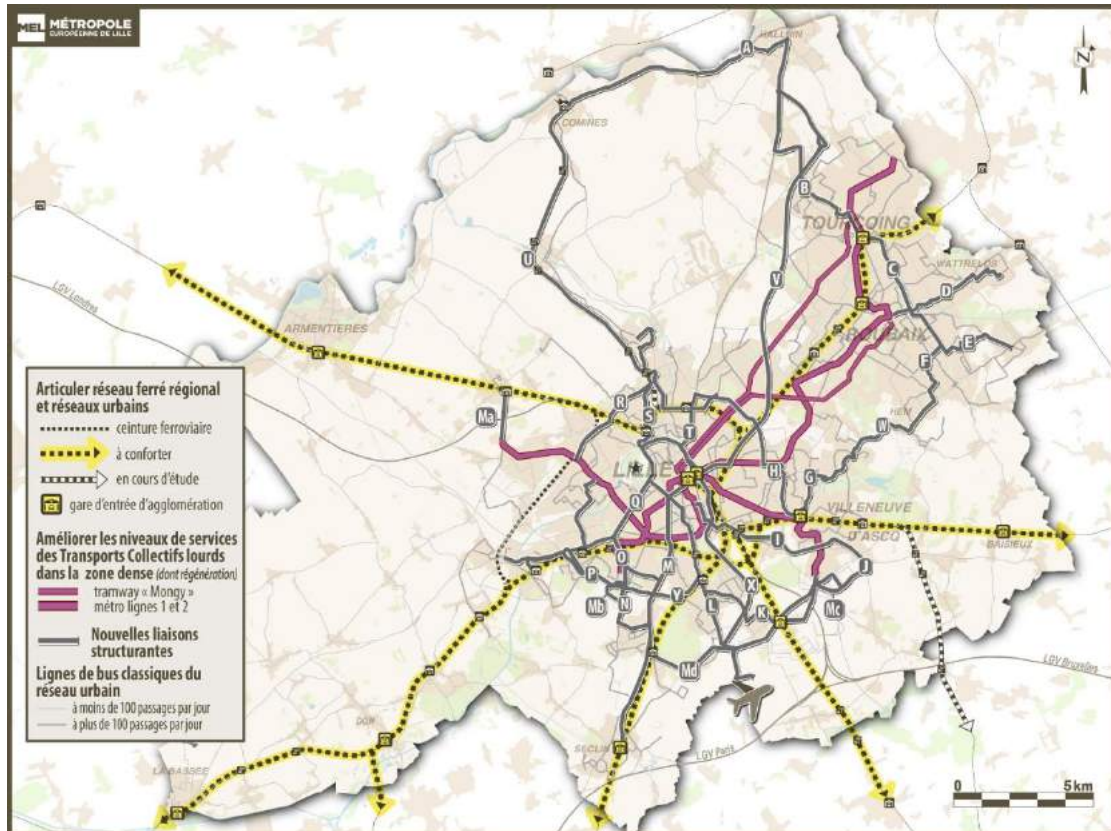 MEL MÉTROPOLE
EUROPÉENNE DE LILLE
HALLUIN
A
N
COMINES
B
TOURCOING
U
C
WATTRELOS
V
D
LGV Londres
ARMENTIERES
ROUBAIX
E
F
Articuler réseau ferré régional
et réseaux urbains
ceinture ferroviaire
à conforter
en cours d'étude
gare d'entrée d'agglomération
Améliorer les niveaux de services
des Transports Collectifs lourds
dans la zone dense (dont régénération)
tramway « Mongy »
métro lignes 1 et 2
Nouvelles liaisons
structurantes
Lignes de bus classiques du
réseau urbain
à moins de 100 passages par jour
à plus de 100 passages par jour
R
Ma
S
T
HEM
W
LILLE
H
G
Q
VILLENEUVE
D'ASCQ
I
BAISIEUX
O
M
J
P
X
Mb
N
Y
L
K
Mc
Md
LGV Bruxelles
DON
SECLIN
LGV Paris
LA BASSEE
0 5 km